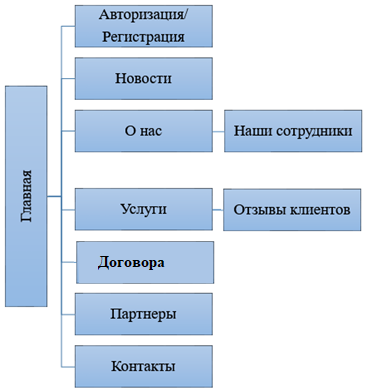 Авторизация/
Регистрация
Новости
О нас
Наши сотрудники
Главная
Услуги
Отзывы клиентов
Договора
Партнеры
Контакты